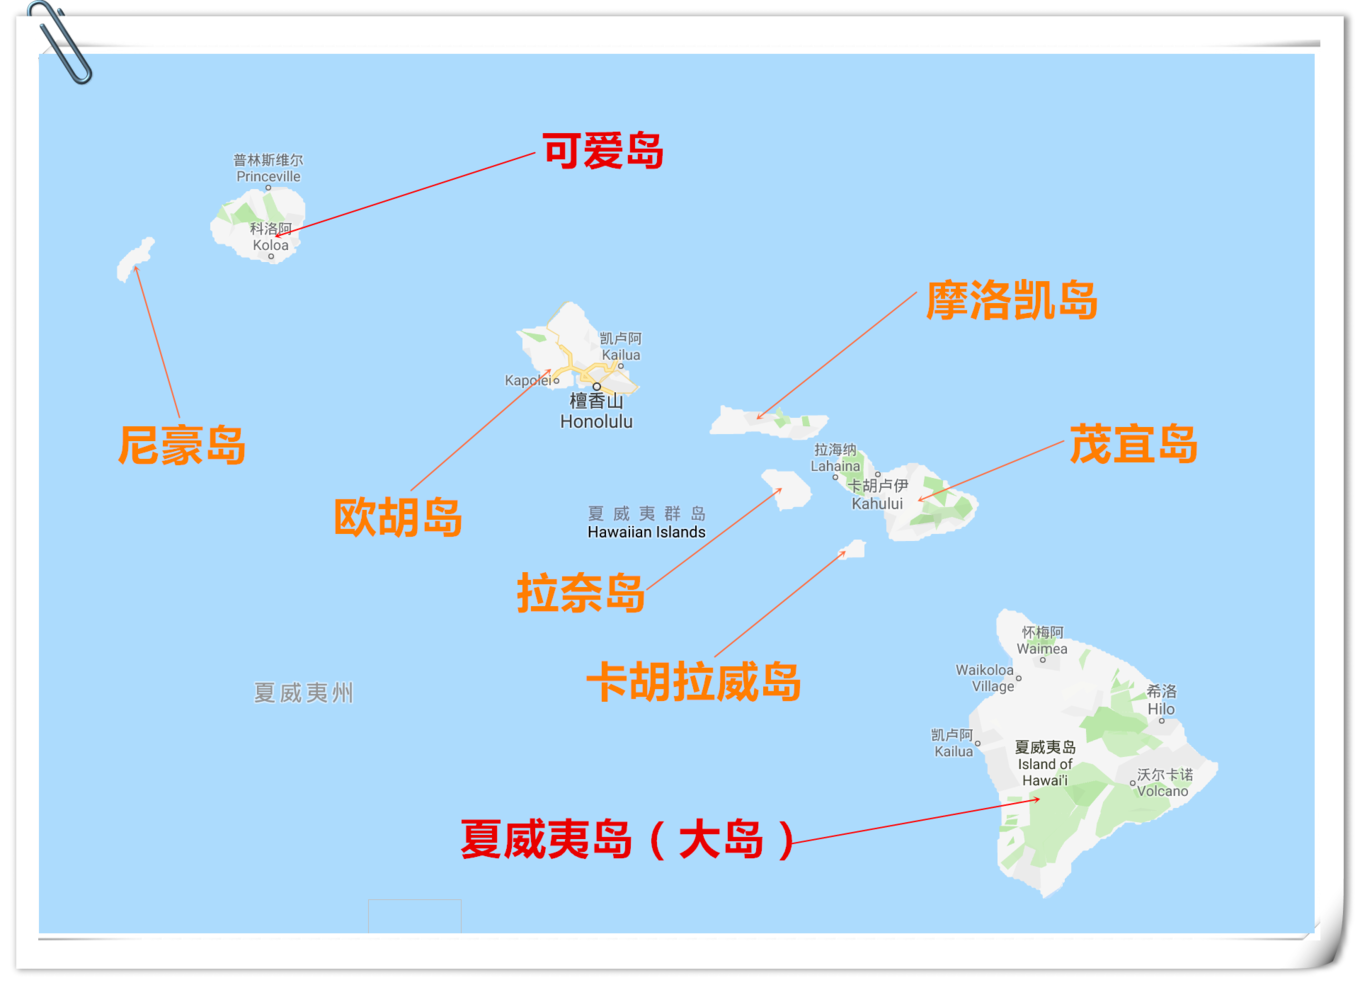 可爱岛
普林斯维尔
Princeville
科洛阿
Koloa
摩洛凯岛
凯卢阿
Kailua
Kapolei
檀香山
Honolulu
尼豪岛
茂宜岛
拉海纳
Lahaina
卡胡卢伊
Kahului
欧胡岛
夏威夷群岛
Hawaiian Islands
拉奈岛
卡胡拉威岛
夏威夷州
怀梅阿
Waimea
Waikoloa
Village
希洛
Hilo
凯卢阿
Kailua
夏威夷岛
Island of
Hawai'i
沃尔卡诺
Volcano
夏威夷岛（大岛）